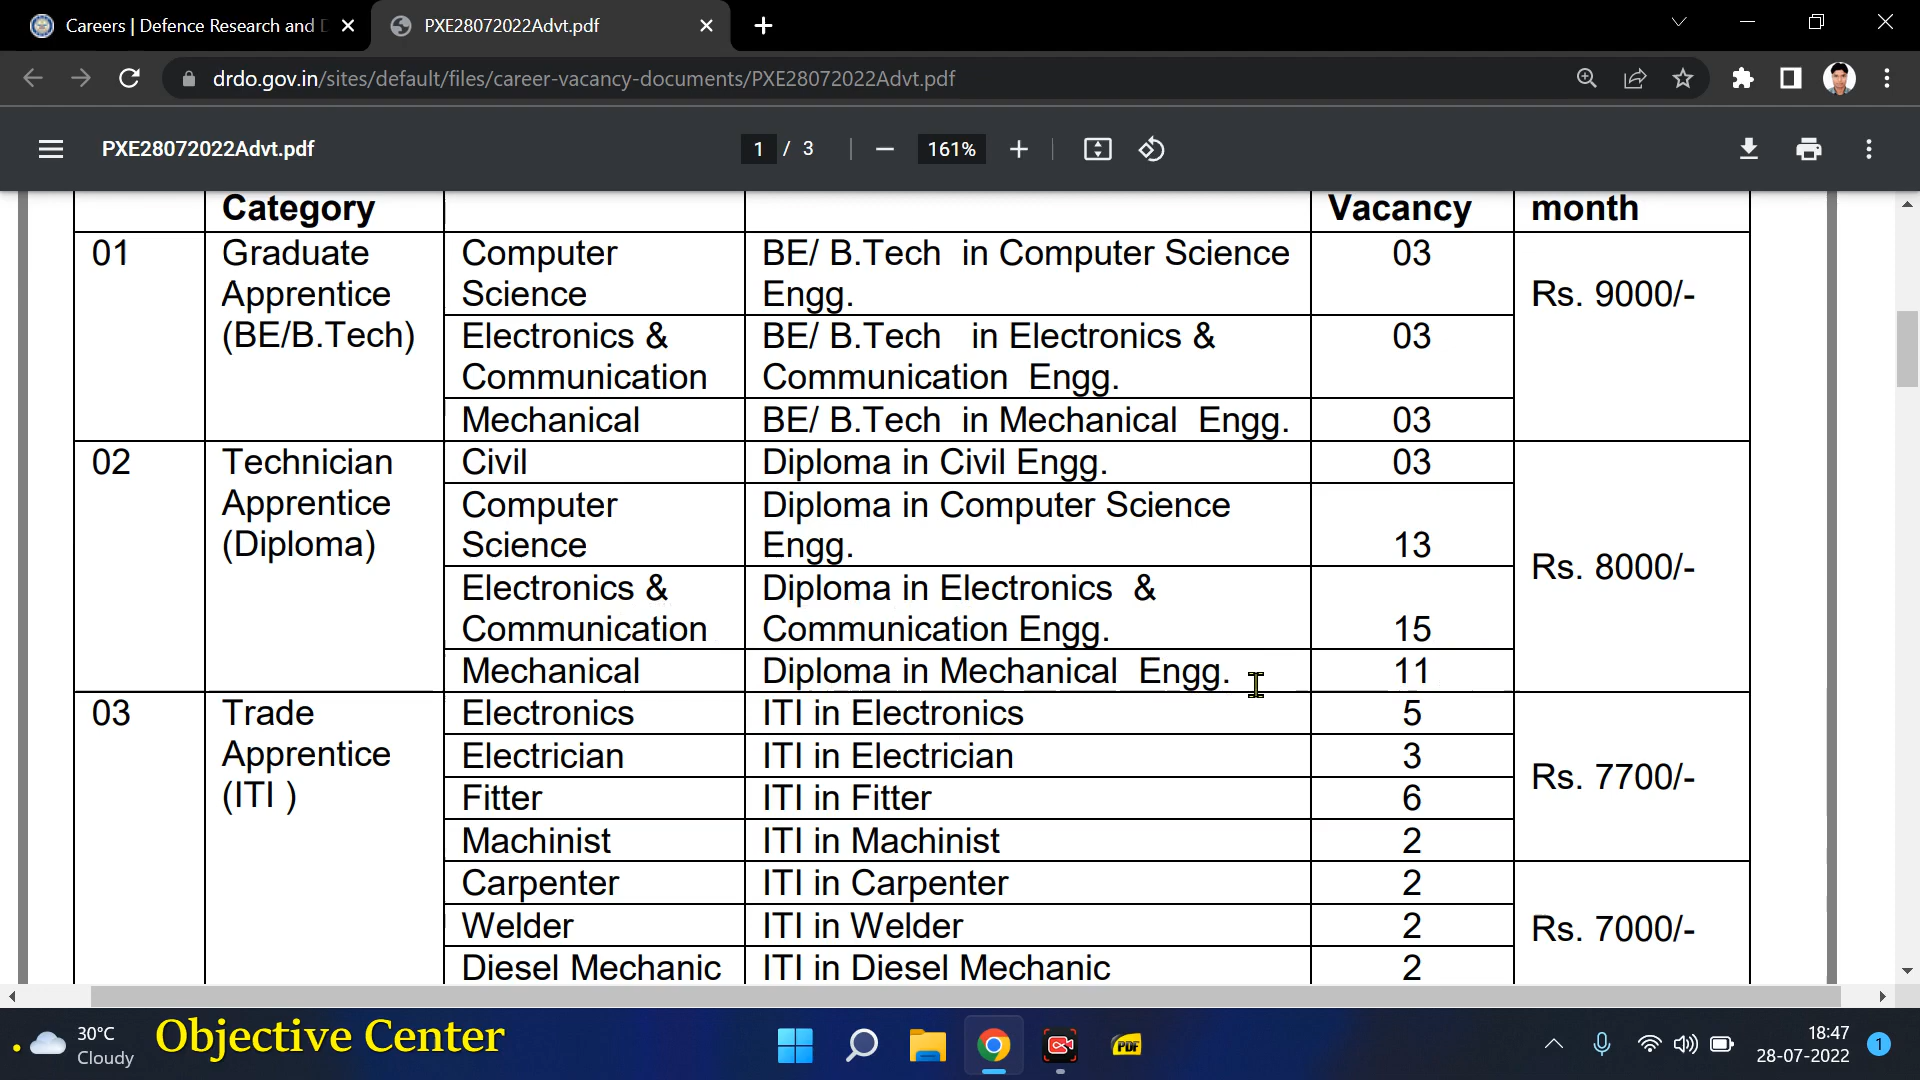 Careers | Defence Research and D
PXE28072022Advt.pdf
drdo.gov.in/sites/default/files/career-vacancy-documents/PXE28072022Advt.pdf
PXE28072022Advt.pdf
1 / 3
161%
Category Vacancy month
01 Graduate Apprentice (BE/B.Tech) Computer Science BE/ B.Tech in Computer Science Engg. 03 Rs. 9000/-
Electronics & Communication BE/ B.Tech in Electronics & Communication Engg. 03
Mechanical BE/ B.Tech in Mechanical Engg. 03
02 Technician Apprentice (Diploma) Civil Diploma in Civil Engg. 03 Rs. 8000/-
Computer Science Diploma in Computer Science Engg. 13
Electronics & Communication Diploma in Electronics & Communication Engg. 15
Mechanical Diploma in Mechanical Engg. 11
03 Trade Apprentice (ITI ) Electronics ITI in Electronics 5 Rs. 7700/-
Electrician ITI in Electrician 3
Fitter ITI in Fitter 6
Machinist ITI in Machinist 2
Carpenter ITI in Carpenter 2 Rs. 7000/-
Welder ITI in Welder 2
Diesel Mechanic ITI in Diesel Mechanic 2
30°C
Cloudy
. Objective Center
PDF
18:47
28-07-2022
1